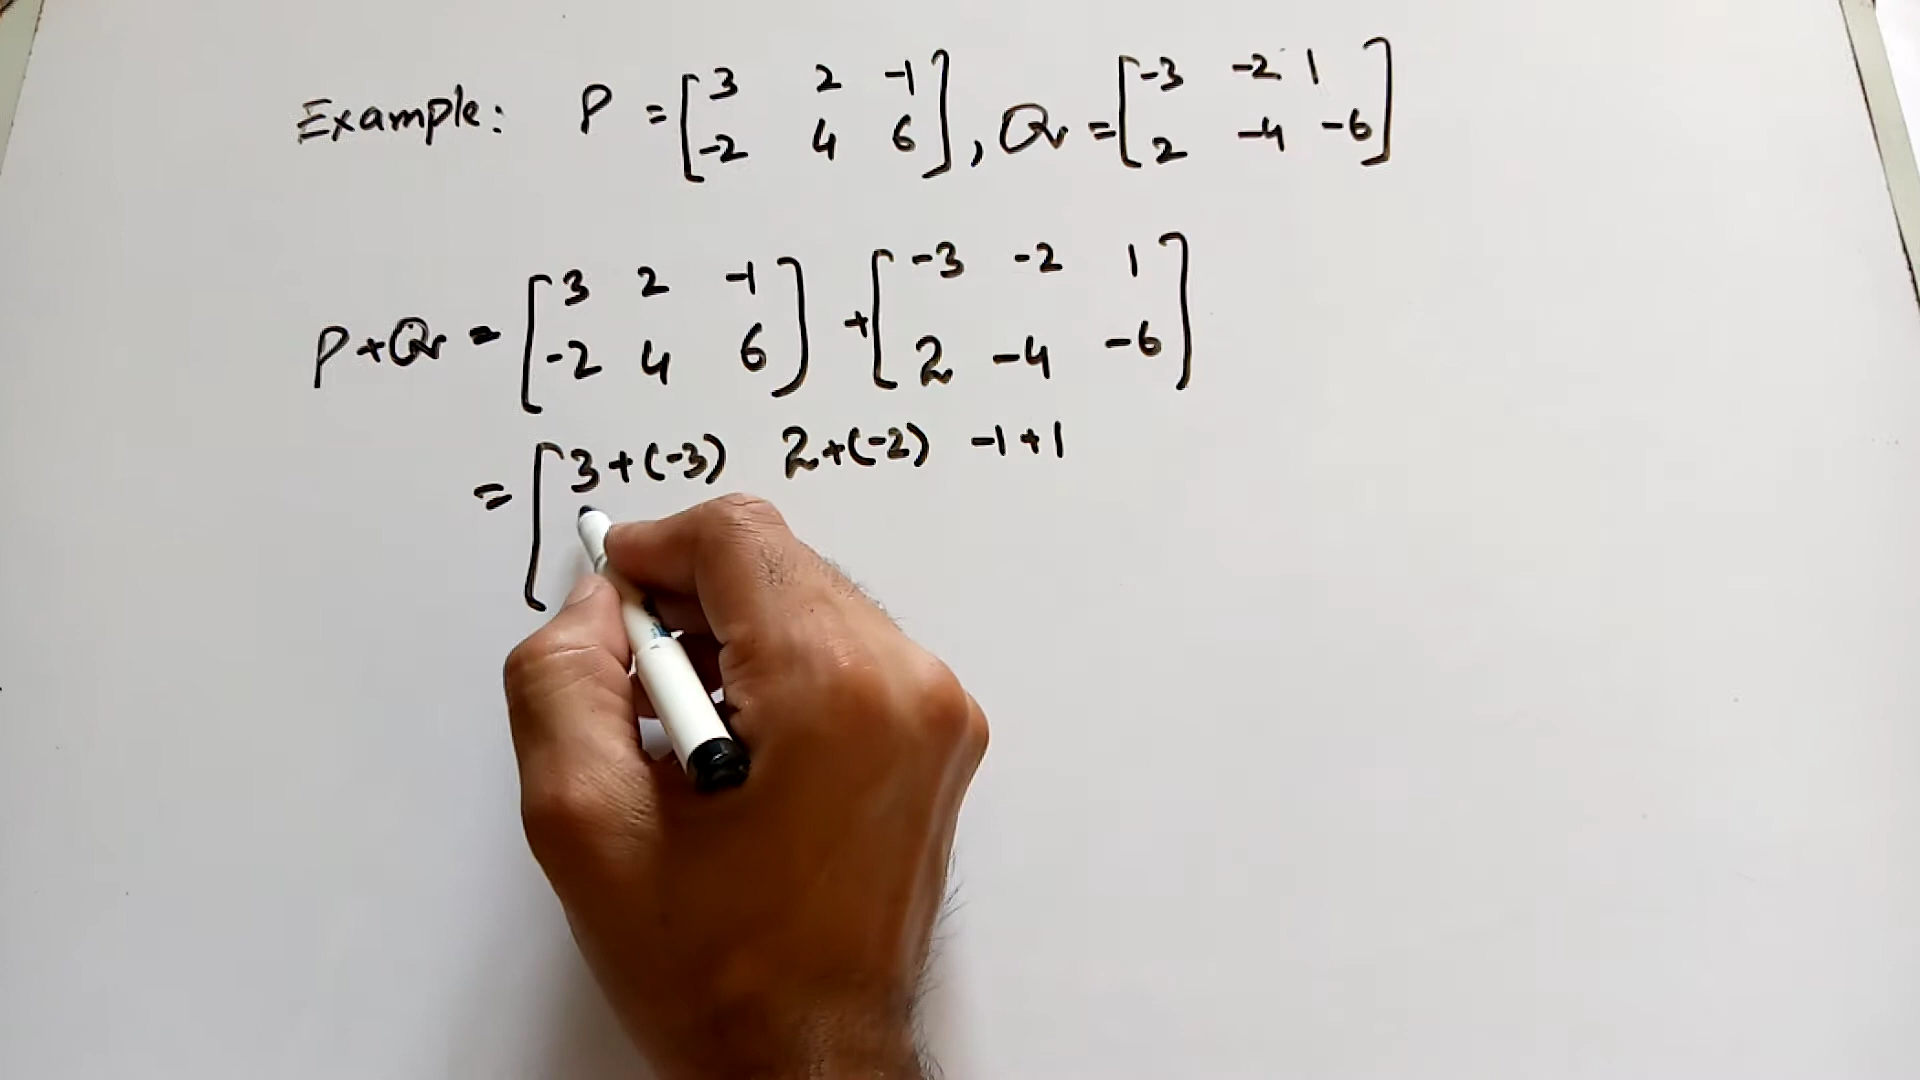 Example: P = [3 2 -1
-2 4 6], Q = [-3 -2 1
2 -4 -6]
P+Q = [3 2 -1
-2 4 6] + [-3 -2 1
2 -4 -6]
= [3+(-3) 2+(-2) -1+1